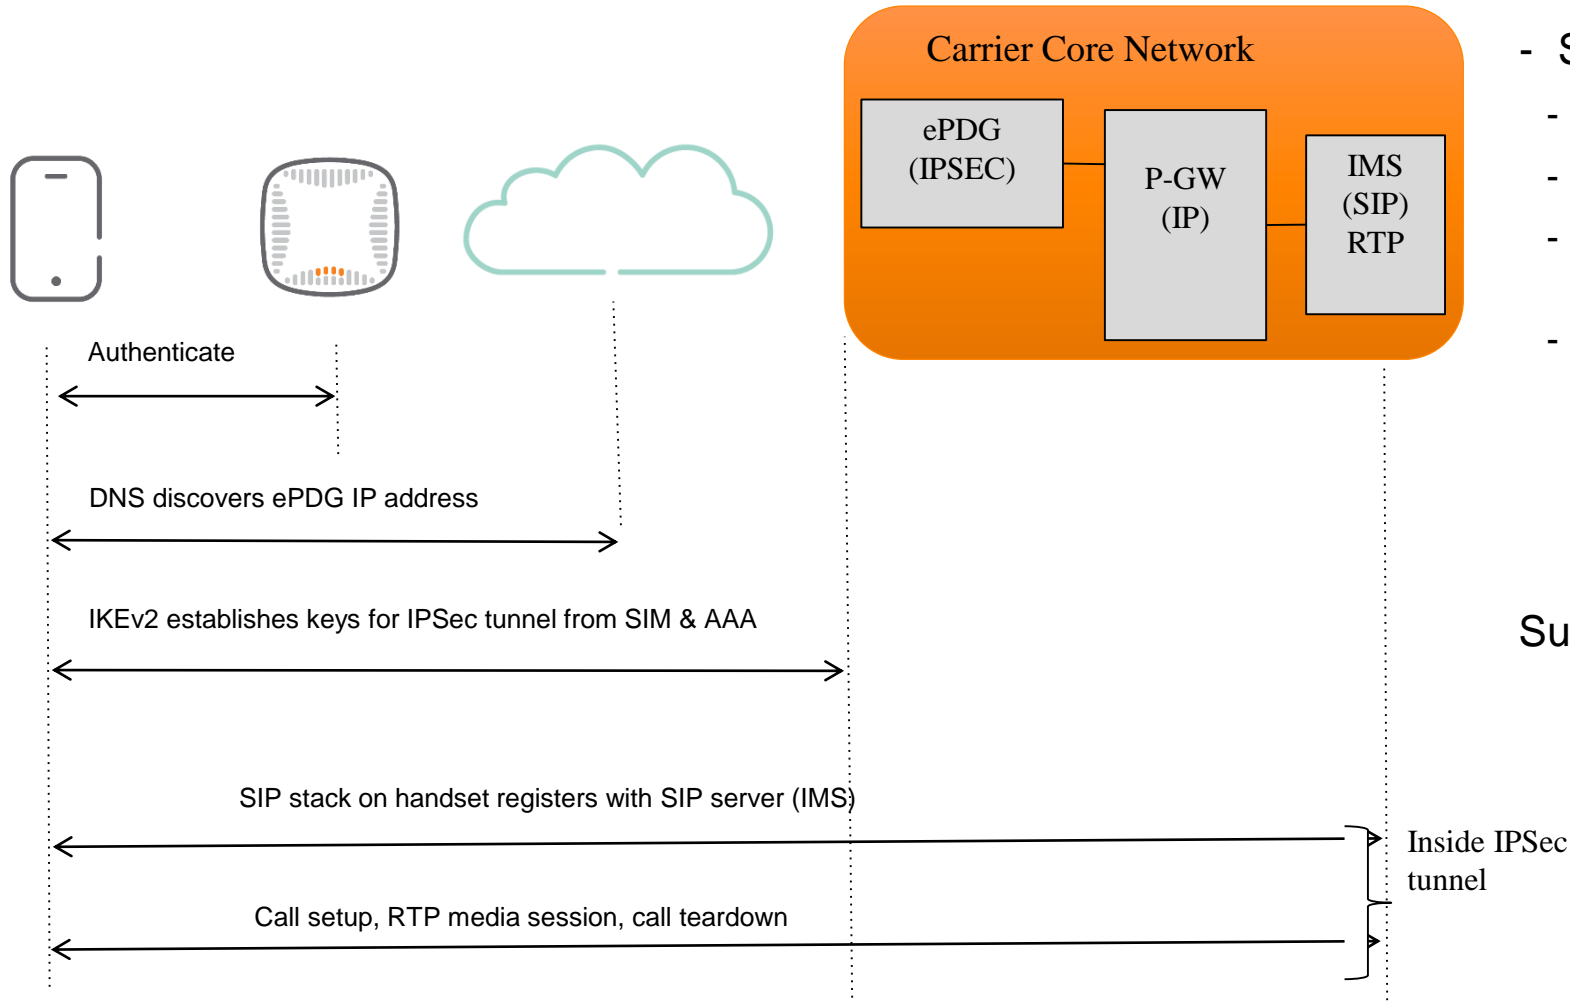 Carrier Core Network
ePDG
(IPSEC)
P-GW
(IP)
IMS
(SIP)
RTP
-
-
-
-
-
Authenticate
DNS discovers ePDG IP address
IKEv2 establishes keys for IPSec tunnel from SIM & AAA
Su
SIP stack on handset registers with SIP server (IMS)
Inside IPSec
tunnel
Call setup, RTP media session, call teardown